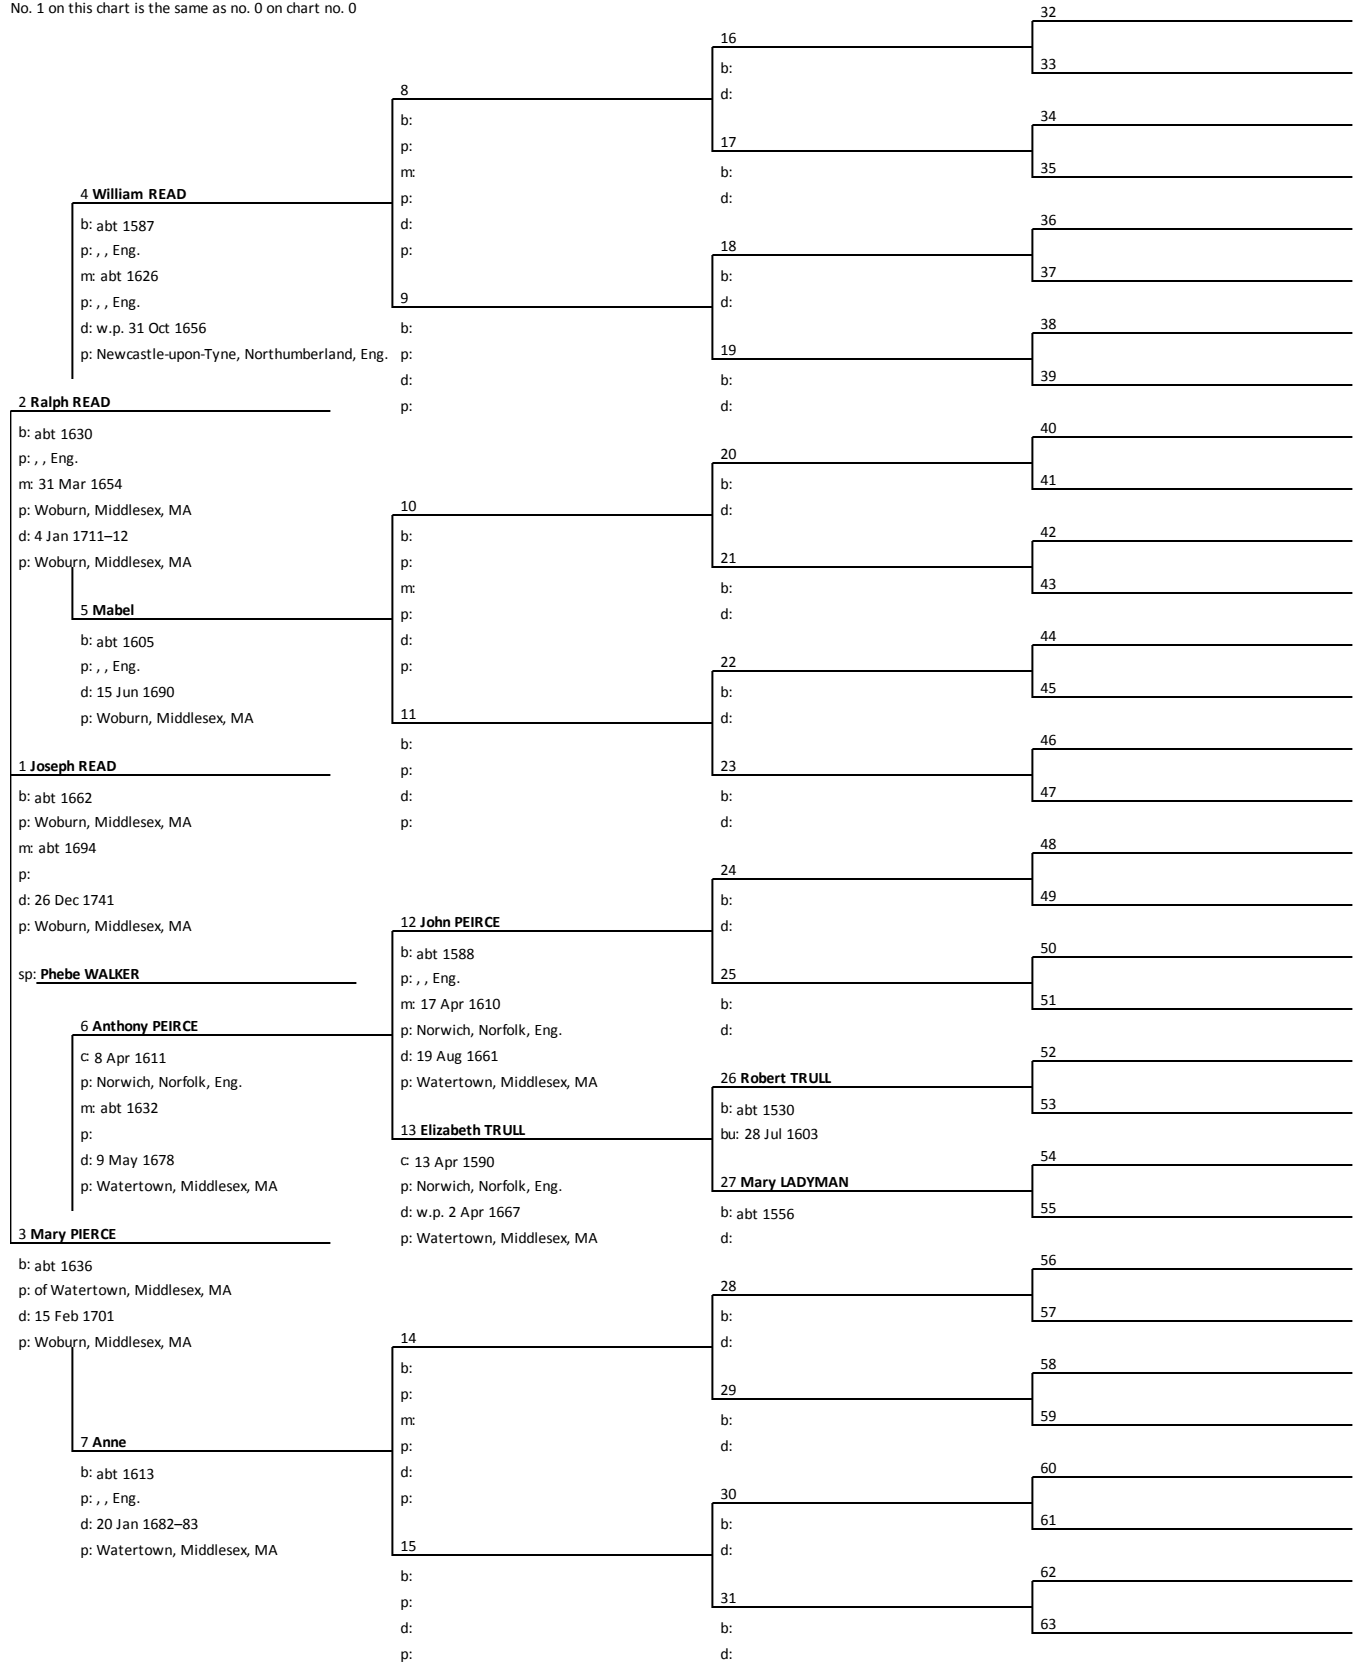 No. 1 on this chart is the same as no. 0 on chart no. 0
4 William READ
b: abt 1587
p: , , Eng.
m: abt 1626
p: , , Eng.
d: w.p. 31 Oct 1656
p: Newcastle-upon-Tyne, Northumberland, Eng.
2 Ralph READ
b: abt 1630
p: , , Eng.
m: 31 Mar 1654
p: Woburn, Middlesex, MA
d: 4 Jan 1711–12
p: Woburn, Middlesex, MA
5 Mabel
b: abt 1605
p: , , Eng.
d: 15 Jun 1690
p: Woburn, Middlesex, MA
1 Joseph READ
b: abt 1662
p: Woburn, Middlesex, MA
m: abt 1694
p:
d: 26 Dec 1741
p: Woburn, Middlesex, MA
sp: Phebe WALKER
6 Anthony PEIRCE
c: 8 Apr 1611
p: Norwich, Norfolk, Eng.
m: abt 1632
p:
d: 9 May 1678
p: Watertown, Middlesex, MA
3 Mary PIERCE
b: abt 1636
p: of Watertown, Middlesex, MA
d: 15 Feb 1701
p: Woburn, Middlesex, MA
7 Anne
b: abt 1613
p: , , Eng.
d: 20 Jan 1682–83
p: Watertown, Middlesex, MA
8
b:
p:
m:
p:
d:
p:
9
b:
p:
d:
p:
10
b:
p:
m:
p:
d:
p:
11
b:
p:
d:
p:
12 John PEIRCE
b: abt 1588
p: , , Eng.
m: 17 Apr 1610
p: Norwich, Norfolk, Eng.
d: 19 Aug 1661
p: Watertown, Middlesex, MA
13 Elizabeth TRULL
c: 13 Apr 1590
p: Norwich, Norfolk, Eng.
d: w.p. 2 Apr 1667
p: Watertown, Middlesex, MA
14
b:
p:
m:
p:
d:
p:
15
b:
p:
d:
p:
16
b:
d:
17
b:
d:
18
b:
d:
19
b:
d:
20
b:
d:
21
b:
d:
22
b:
d:
23
b:
d:
24
b:
d:
25
b:
d:
26 Robert TRULL
b: abt 1530
bu: 28 Jul 1603
27 Mary LADYMAN
b: abt 1556
d:
28
b:
d:
29
b:
d:
30
b:
d:
31
b:
d:
32
33
34
35
36
37
38
39
40
41
42
43
44
45
46
47
48
49
50
51
52
53
54
55
56
57
58
59
60
61
62
63